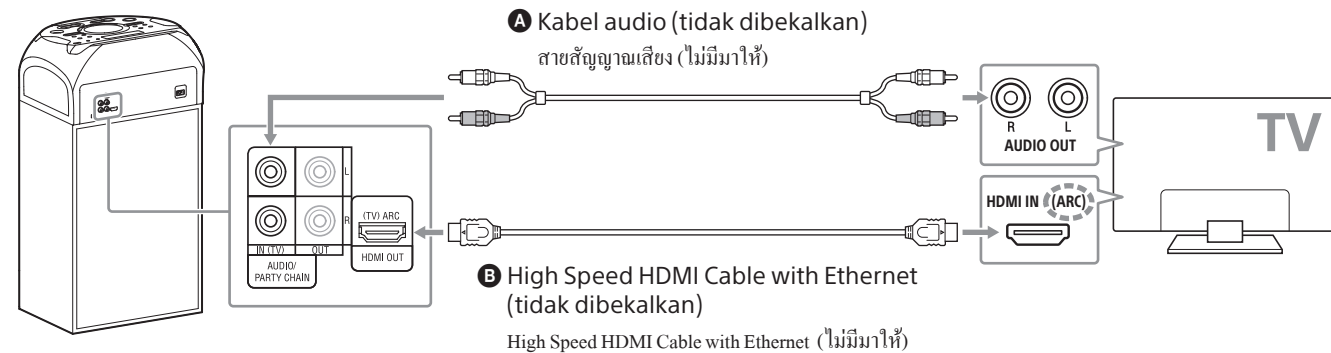 A Kabel audio (tidak dibekalkan)
สายสัญญาณเสียง (ไม่มีมาให้)
R L
AUDIO OUT
TV
HDMI IN (ARC)
L
R
(TV) ARC
IN (TV) OUT
HDMI OUT
AUDIO/
PARTY CHAIN
B High Speed HDMI Cable with Ethernet
(tidak dibekalkan)
High Speed HDMI Cable with Ethernet (ไม่มีมาให้)